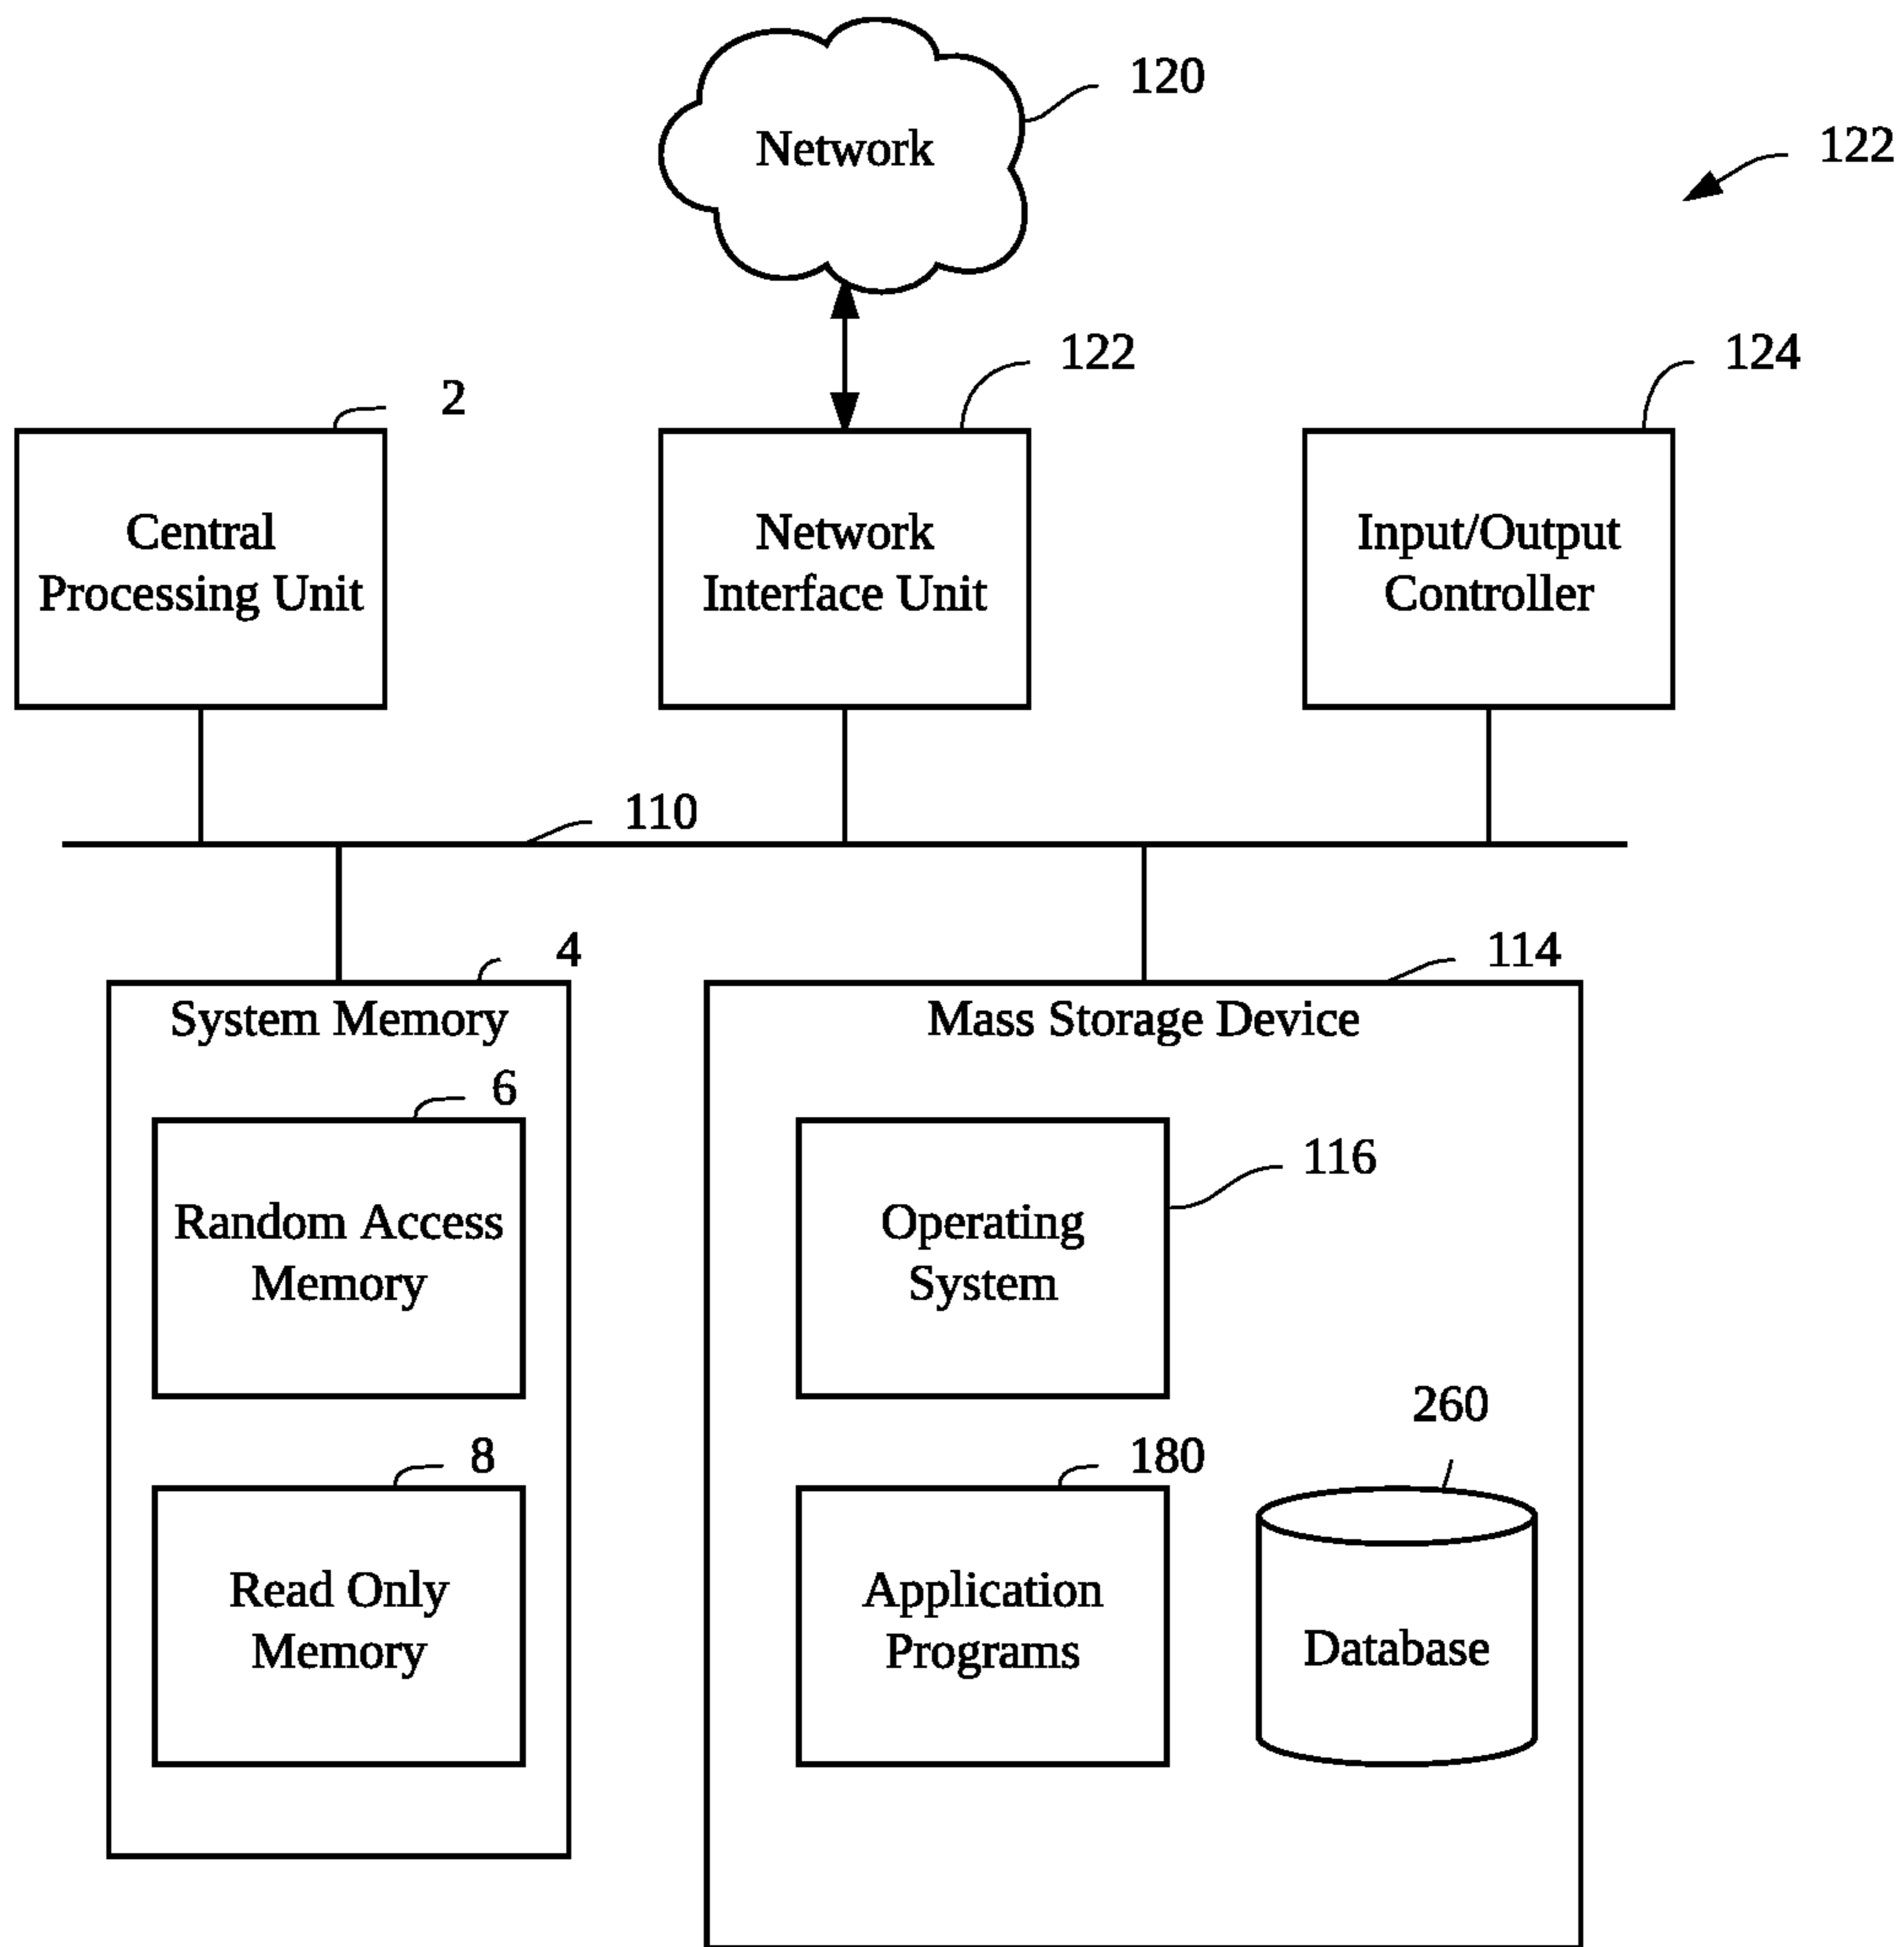 120
Network
122
122
124
2
Central
Processing Unit
Network
Interface Unit
Input/Output
Controller
110
4
System Memory
6
Random Access
Memory
8
Read Only
Memory
114
Mass Storage Device
116
Operating
System
260
180
Application
Programs
Database